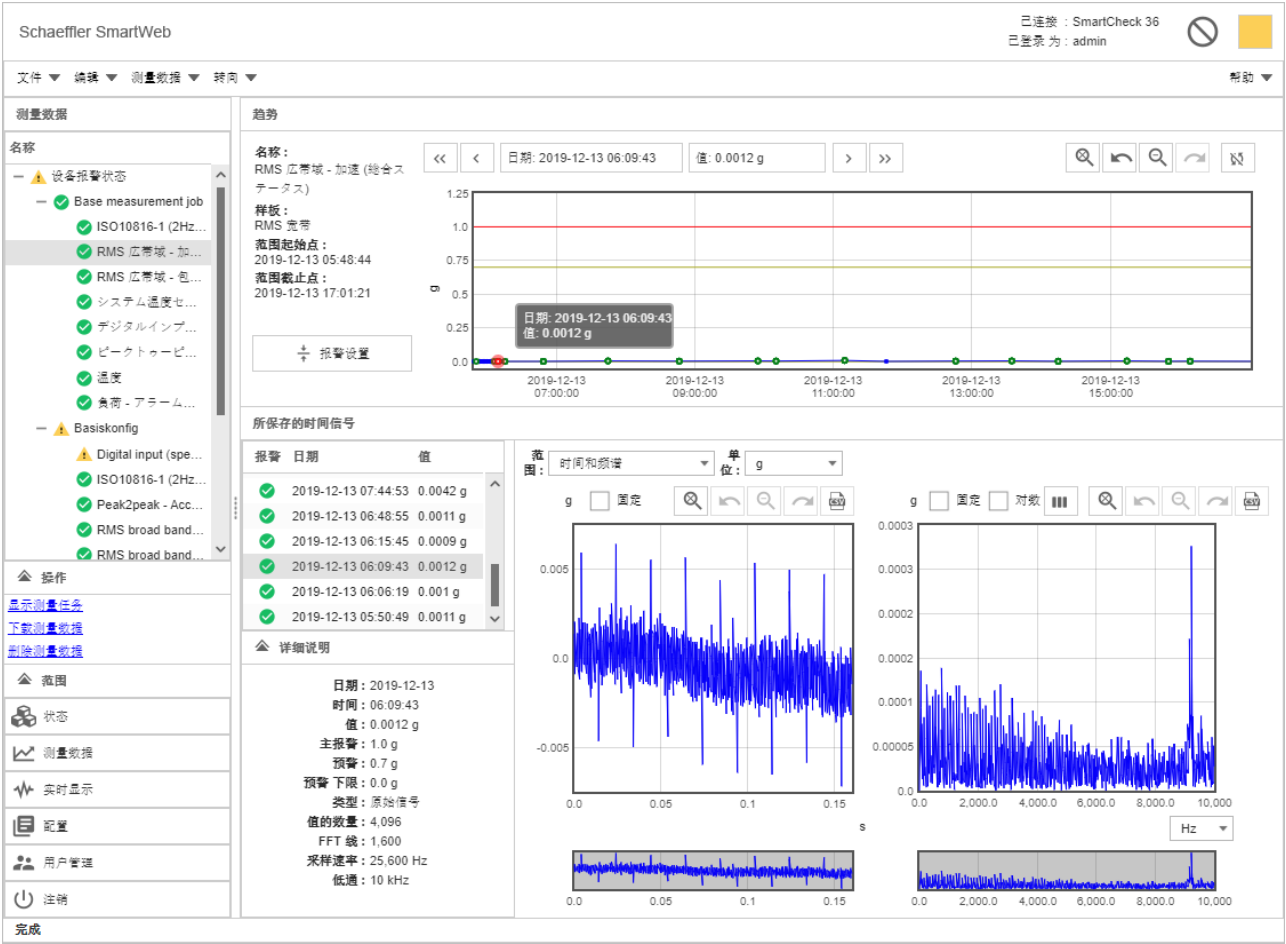 Schaeffler SmartWeb
已连接 : SmartCheck 36
已登录 为 : admin
文件 编辑 测量数据 转向 帮助
测量数据
名称
设备报警状态
Base measurement job
ISO10816-1 (2Hz...
RMS 広帯域 - 加...
RMS 広帯域 - 包...
システム温度セ...
デジタルインプ...
ピークトゥーピ...
温度
負荷 - アラーム...
Basiskonfig
Digital input (spe...
ISO10816-1 (2Hz...
Peak2peak - Acc...
RMS broad band...
RMS broad band...
操作
显示测量任务
下载测量数据
删除测量数据
范围
状态
测量数据
实时显示
配置
用户管理
注销
趋势
名称 :
RMS 広帯域 - 加速 (総合ス
テータス)
样板 :
RMS 宽带
范围起始点 :
2019-12-13 05:48:44
范围截止点 :
2019-12-13 17:01:21
报警设置
日期: 2019-12-13 06:09:43
值: 0.0012 g
1.25
1.0
0.75
0.5
0.25
0.0
g
日期: 2019-12-13 06:09:43
值: 0.0012 g
2019-12-13 2019-12-13 2019-12-13 2019-12-13 2019-12-13
07:00:00 09:00:00 11:00:00 13:00:00 15:00:00
所保存的时间信号
报警 日期 值
2019-12-13 07:44:53 0.0042 g
2019-12-13 06:48:55 0.0011 g
2019-12-13 06:15:45 0.0009 g
2019-12-13 06:09:43 0.0012 g
2019-12-13 06:06:19 0.001 g
2019-12-13 05:50:49 0.0011 g
详细说明
日期 : 2019-12-13
时间 : 06:09:43
值 : 0.0012 g
主报警 : 1.0 g
预警 : 0.7 g
预警 下限 : 0.0 g
类型 : 原始信号
值的数量 : 4,096
FFT 线 : 1,600
采样速率 : 25,600 Hz
低通 : 10 kHz
范围 : 时间和频谱
单位 : g
g 固定 CSV
0.005
0.0
-0.005
0.0 0.05 0.1 0.15
s
0.0 0.05 0.1 0.15
g 固定 对数 CSV
0.0003
0.0003
0.0002
0.0002
0.0001
0.00005
0.0
0.0 2,000.0 4,000.0 6,000.0 8,000.0 10,000
Hz
0.0 2,000.0 4,000.0 6,000.0 8,000.0 10,000
完成